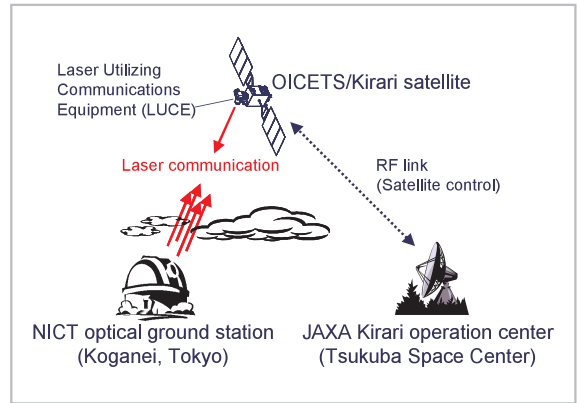 Laser Utilizing
Communications
Equipment (LUCE)
OICETS/Kirari satellite
Laser communication
RF link
(Satellite control)
NICT optical ground station
(Koganei, Tokyo)
JAXA Kirari operation center
(Tsukuba Space Center)